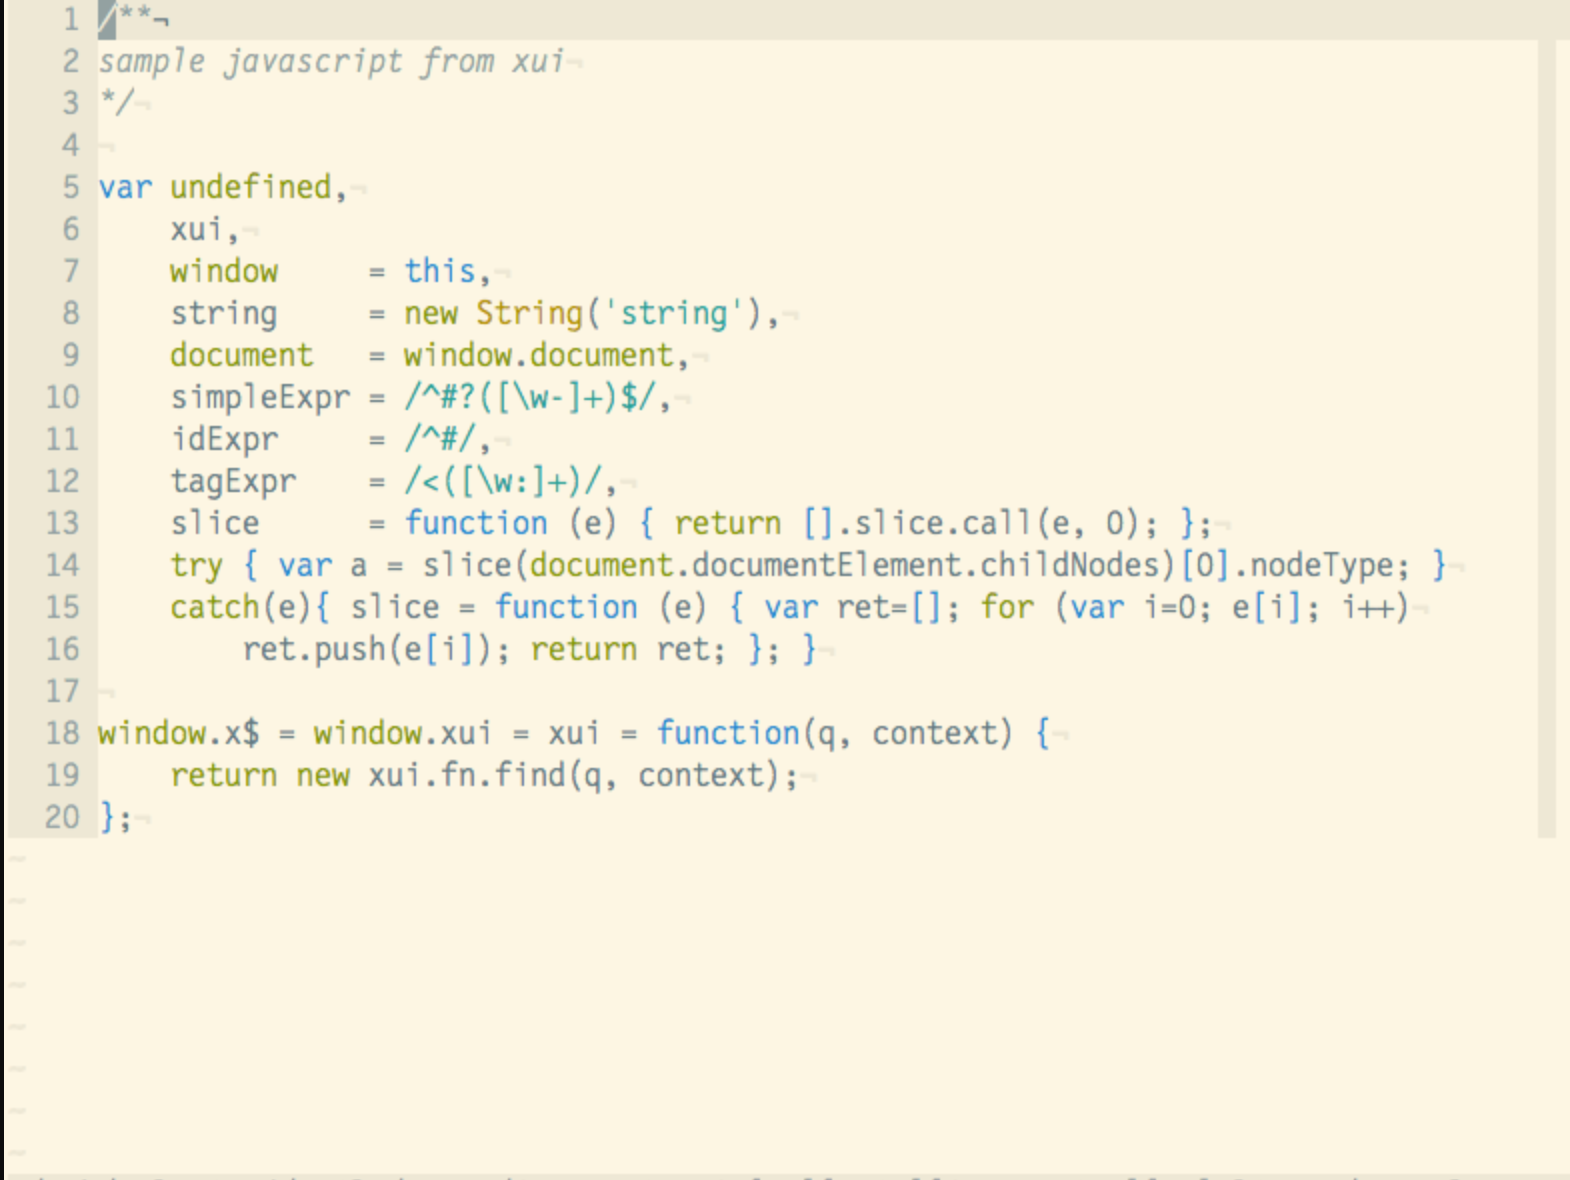 1 /**¬
2 sample javascript from xui¬
3 */¬
4 ¬
5 var undefined,¬
6     xui,¬
7     window     = this,¬
8     string     = new String('string'),¬
9     document   = window.document,¬
10     simpleExpr = /^#?([\w-]+)$/,¬
11     idExpr     = /^#/,¬
12     tagExpr    = /<([\w:]+)/,¬
13     slice      = function (e) { return [].slice.call(e, 0); };¬
14     try { var a = slice(document.documentElement.childNodes)[0].nodeType; }¬
15     catch(e){ slice = function (e) { var ret=[]; for (var i=0; e[i]; i++)¬
16         ret.push(e[i]); return ret; }; }¬
17 ¬
18 window.x$ = window.xui = xui = function(q, context) {¬
19     return new xui.fn.find(q, context);¬
20 };¬
~
~
~
~
~
~
~
~